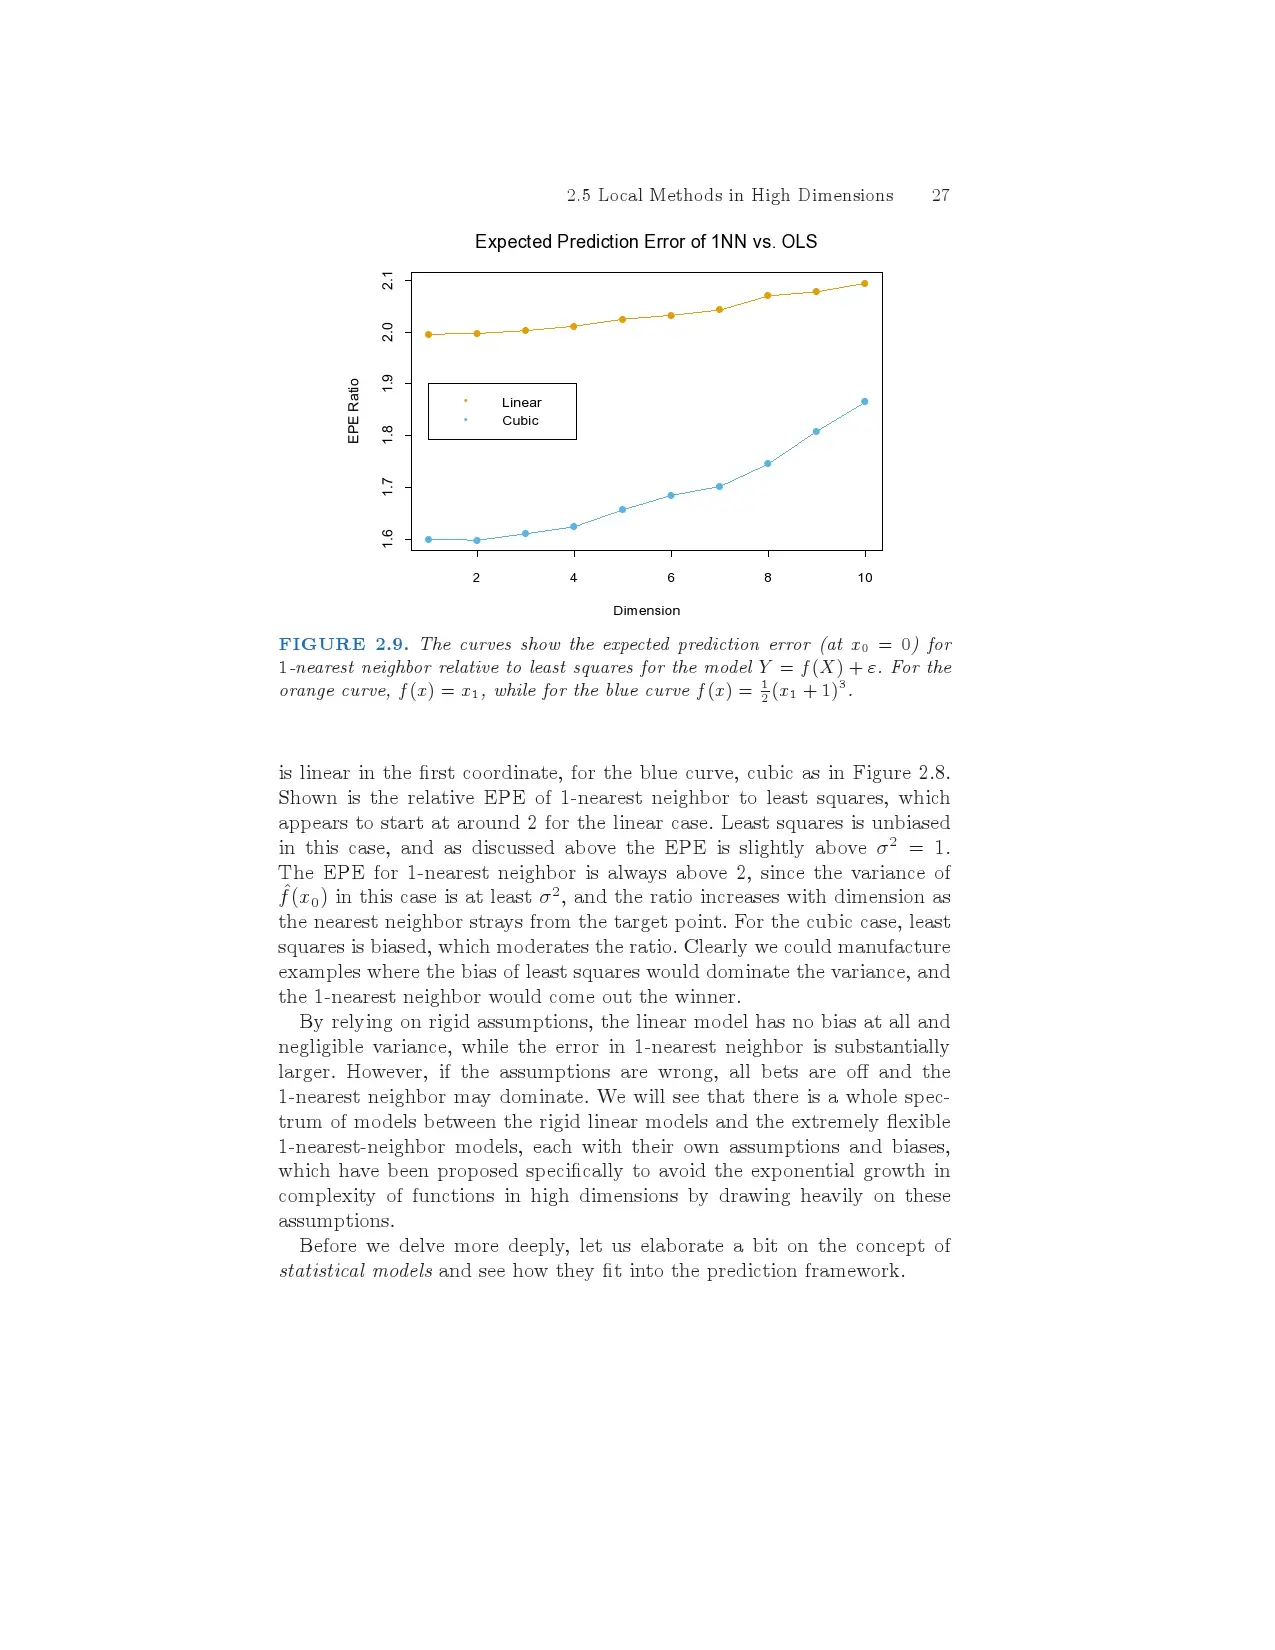 2.5 Local Methods in High Dimensions 27
Expected Prediction Error of 1NN vs. OLS
2.1
2.0
1.9
1.8
1.7
1.6
EPE Ratio
Linear
Cubic
2 4 6 8 10
Dimension
FIGURE 2.9. The curves show the expected prediction error (at x₀ = 0) for
1-nearest neighbor relative to least squares for the model Y = f(X) + ε. For the
orange curve, f(x) = x₁, while for the blue curve f(x) = ½(x₁ + 1)³.
is linear in the first coordinate, for the blue curve, cubic as in Figure 2.8.
Shown is the relative EPE of 1-nearest neighbor to least squares, which
appears to start at around 2 for the linear case. Least squares is unbiased
in this case, and as discussed above the EPE is slightly above σ² = 1.
The EPE for 1-nearest neighbor is always above 2, since the variance of
f̂(x₀) in this case is at least σ², and the ratio increases with dimension as
the nearest neighbor strays from the target point. For the cubic case, least
squares is biased, which moderates the ratio. Clearly we could manufacture
examples where the bias of least squares would dominate the variance, and
the 1-nearest neighbor would come out the winner.
By relying on rigid assumptions, the linear model has no bias at all and
negligible variance, while the error in 1-nearest neighbor is substantially
larger. However, if the assumptions are wrong, all bets are off and the
1-nearest neighbor may dominate. We will see that there is a whole spec-
trum of models between the rigid linear models and the extremely flexible
1-nearest-neighbor models, each with their own assumptions and biases,
which have been proposed specifically to avoid the exponential growth in
complexity of functions in high dimensions by drawing heavily on these
assumptions.
Before we delve more deeply, let us elaborate a bit on the concept of
statistical models and see how they fit into the prediction framework.